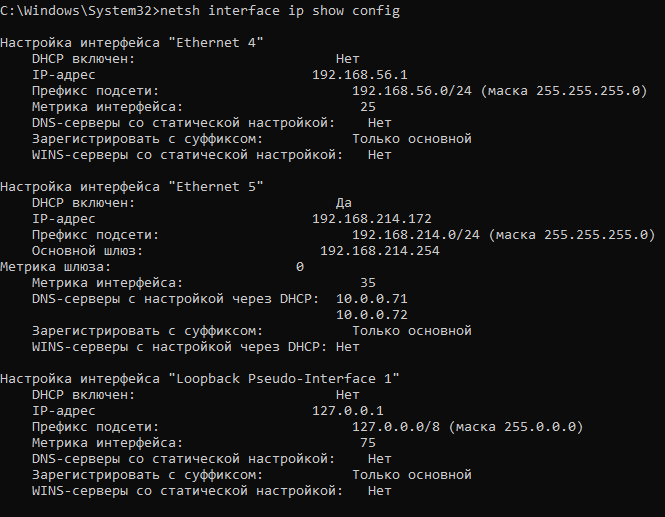 C:\Windows\System32>netsh interface ip show config
Настройка интерфейса "Ethernet 4"
DHCP включен: Нет
IP-адрес 192.168.56.1
Префикс подсети: 192.168.56.0/24 (маска 255.255.255.0)
Метрика интерфейса: 25
DNS-серверы со статической настройкой: Нет
Зарегистрировать с суффиксом: Только основной
WINS-серверы со статической настройкой: Нет
Настройка интерфейса "Ethernet 5"
DHCP включен: Да
IP-адрес 192.168.214.172
Префикс подсети: 192.168.214.0/24 (маска 255.255.255.0)
Основной шлюз: 192.168.214.254
Метрика шлюза: 0
Метрика интерфейса: 35
DNS-серверы с настройкой через DHCP: 10.0.0.71
10.0.0.72
Зарегистрировать с суффиксом: Только основной
WINS-серверы с настройкой через DHCP: Нет
Настройка интерфейса "Loopback Pseudo-Interface 1"
DHCP включен: Нет
IP-адрес 127.0.0.1
Префикс подсети: 127.0.0.0/8 (маска 255.0.0.0)
Метрика интерфейса: 75
DNS-серверы со статической настройкой: Нет
Зарегистрировать с суффиксом: Только основной
WINS-серверы со статической настройкой: Нет